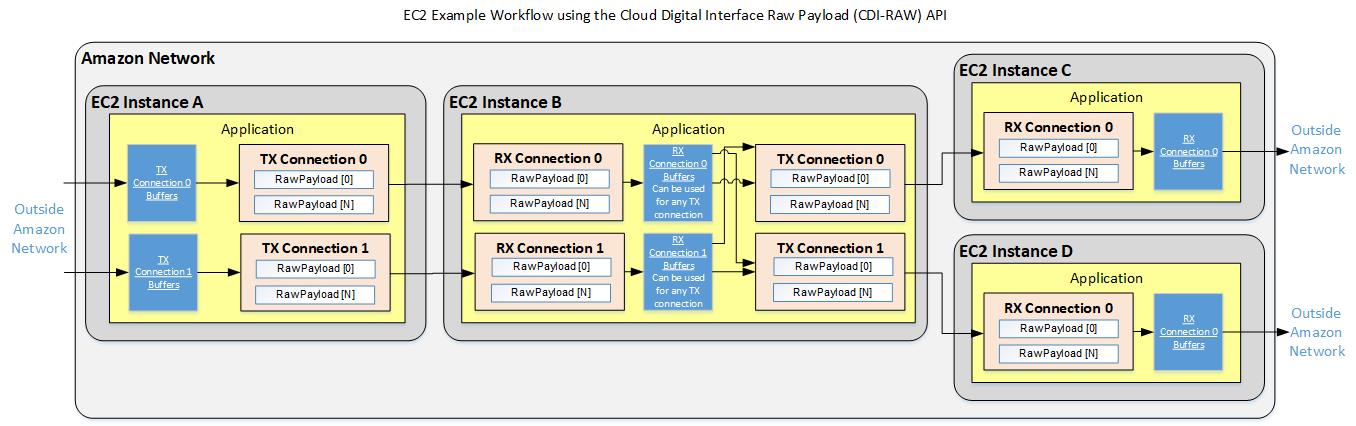 EC2 Example Workflow using the Cloud Digital Interface Raw Payload (CDI-RAW) API
Amazon Network
Outside
Amazon
Network
EC2 Instance A
Application
TX
Connection 0
Buffers
TX Connection 0
RawPayload [0]
RawPayload [N]
TX
Connection 1
Buffers
TX Connection 1
RawPayload [0]
RawPayload [N]
EC2 Instance B
Application
RX Connection 0
RawPayload [0]
RawPayload [N]
RX
Connection 0
Buffers
Can be used
for any TX
connection
TX Connection 0
RawPayload [0]
RawPayload [N]
RX Connection 1
RawPayload [0]
RawPayload [N]
RX
Connection 1
Buffers
Can be used
for any TX
connection
TX Connection 1
RawPayload [0]
RawPayload [N]
EC2 Instance C
Application
RX Connection 0
RawPayload [0]
RawPayload [N]
RX
Connection 0
Buffers
Outside
Amazon
Network
EC2 Instance D
Application
RX Connection 0
RawPayload [0]
RawPayload [N]
RX
Connection 0
Buffers
Outside
Amazon
Network